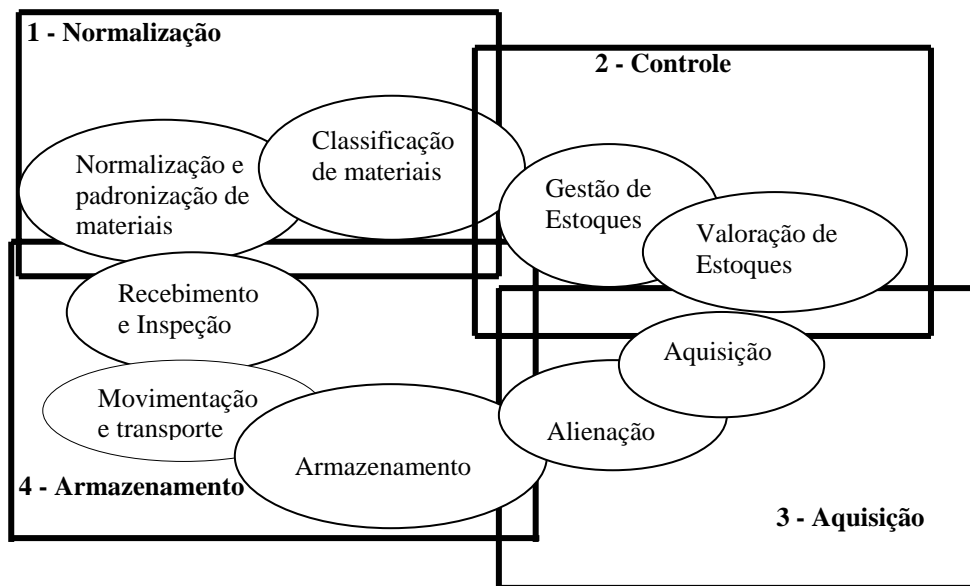 1 - Normalização
2 - Controle
Classificação
de materiais
Normalização e
padronização de
materiais
Gestão de
Estoques
Valoração de
Estoques
Recebimento
e Inspeção
Aquisição
Movimentação
e transporte
Alienação
Armazenamento
4 - Armazenamento
3 - Aquisição